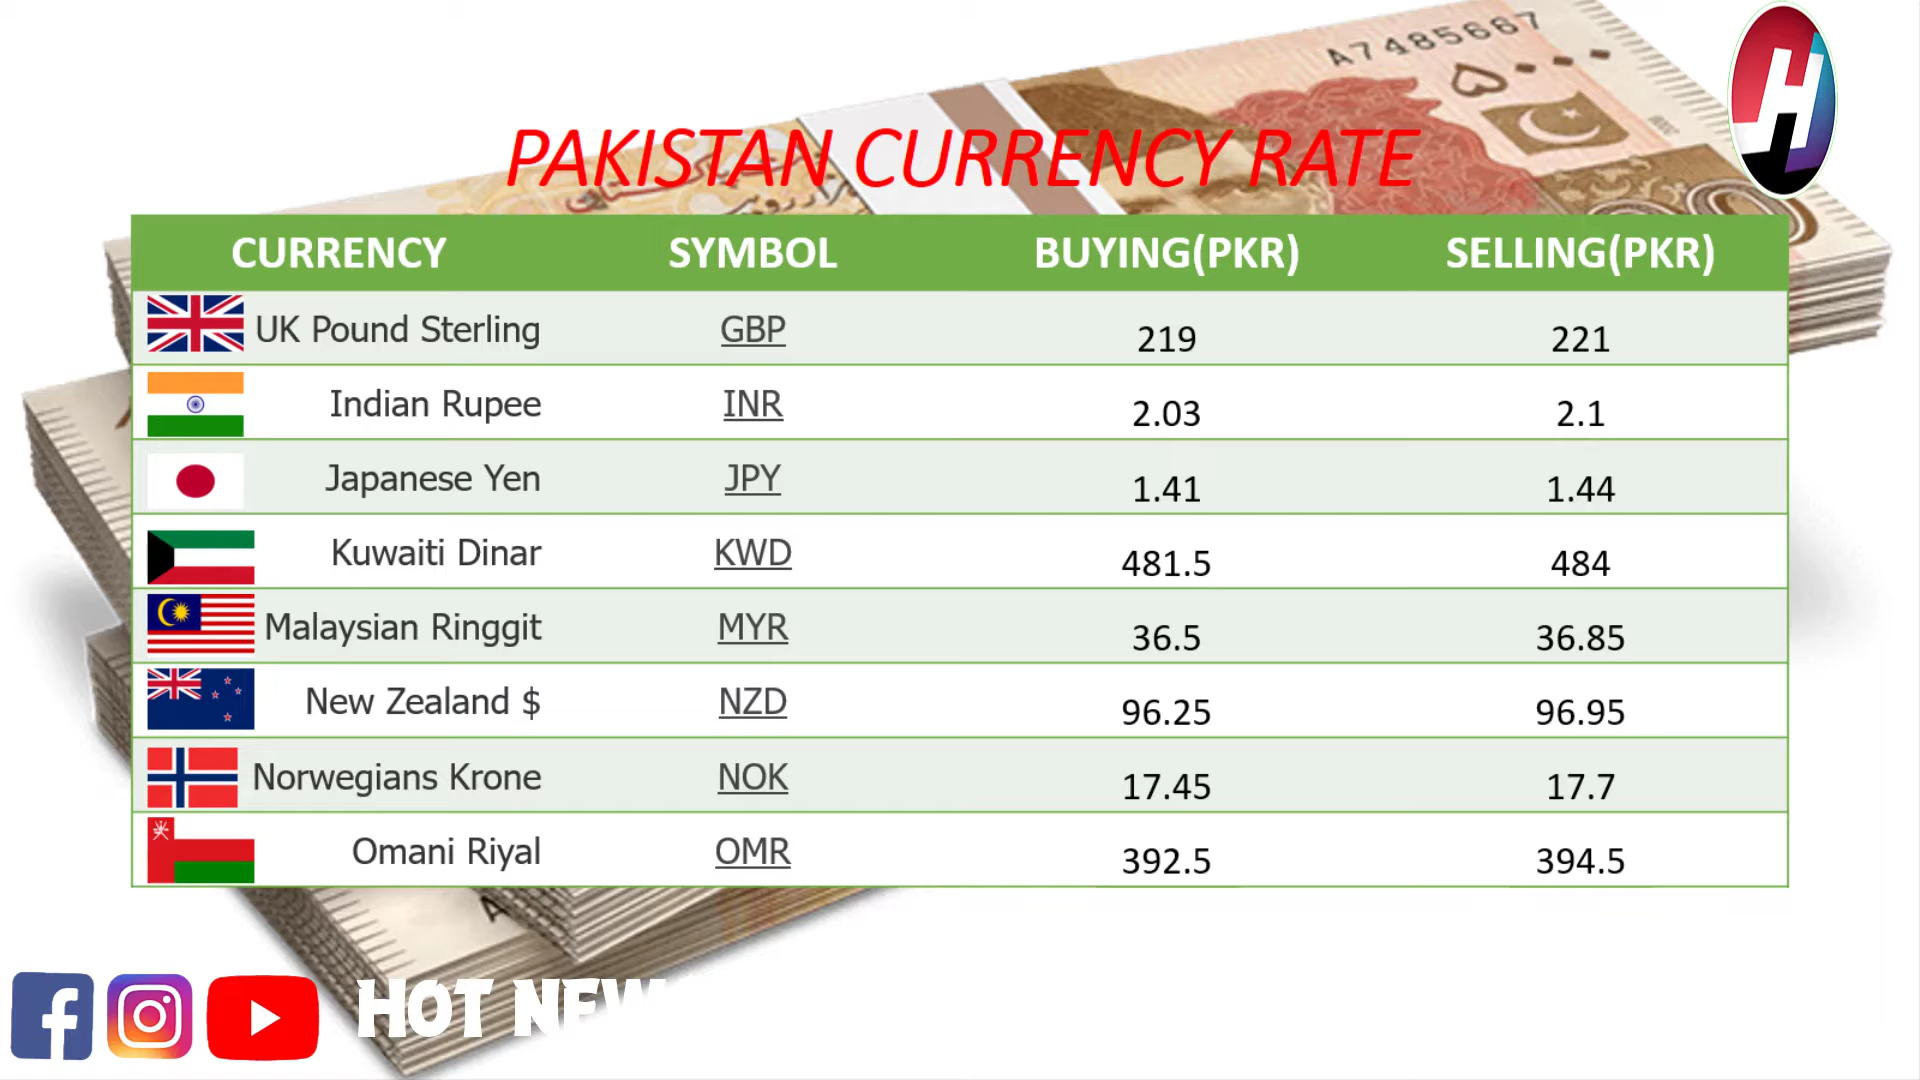 A7485667
۵۰۰۰
PAKISTAN CURRENCY RATE
CURRENCY SYMBOL BUYING(PKR) SELLING(PKR)
UK Pound Sterling GBP 219 221
Indian Rupee INR 2.03 2.1
Japanese Yen JPY 1.41 1.44
Kuwaiti Dinar KWD 481.5 484
Malaysian Ringgit MYR 36.5 36.85
New Zealand $ NZD 96.25 96.95
Norwegians Krone NOK 17.45 17.7
Omani Riyal OMR 392.5 394.5
HOT NEW